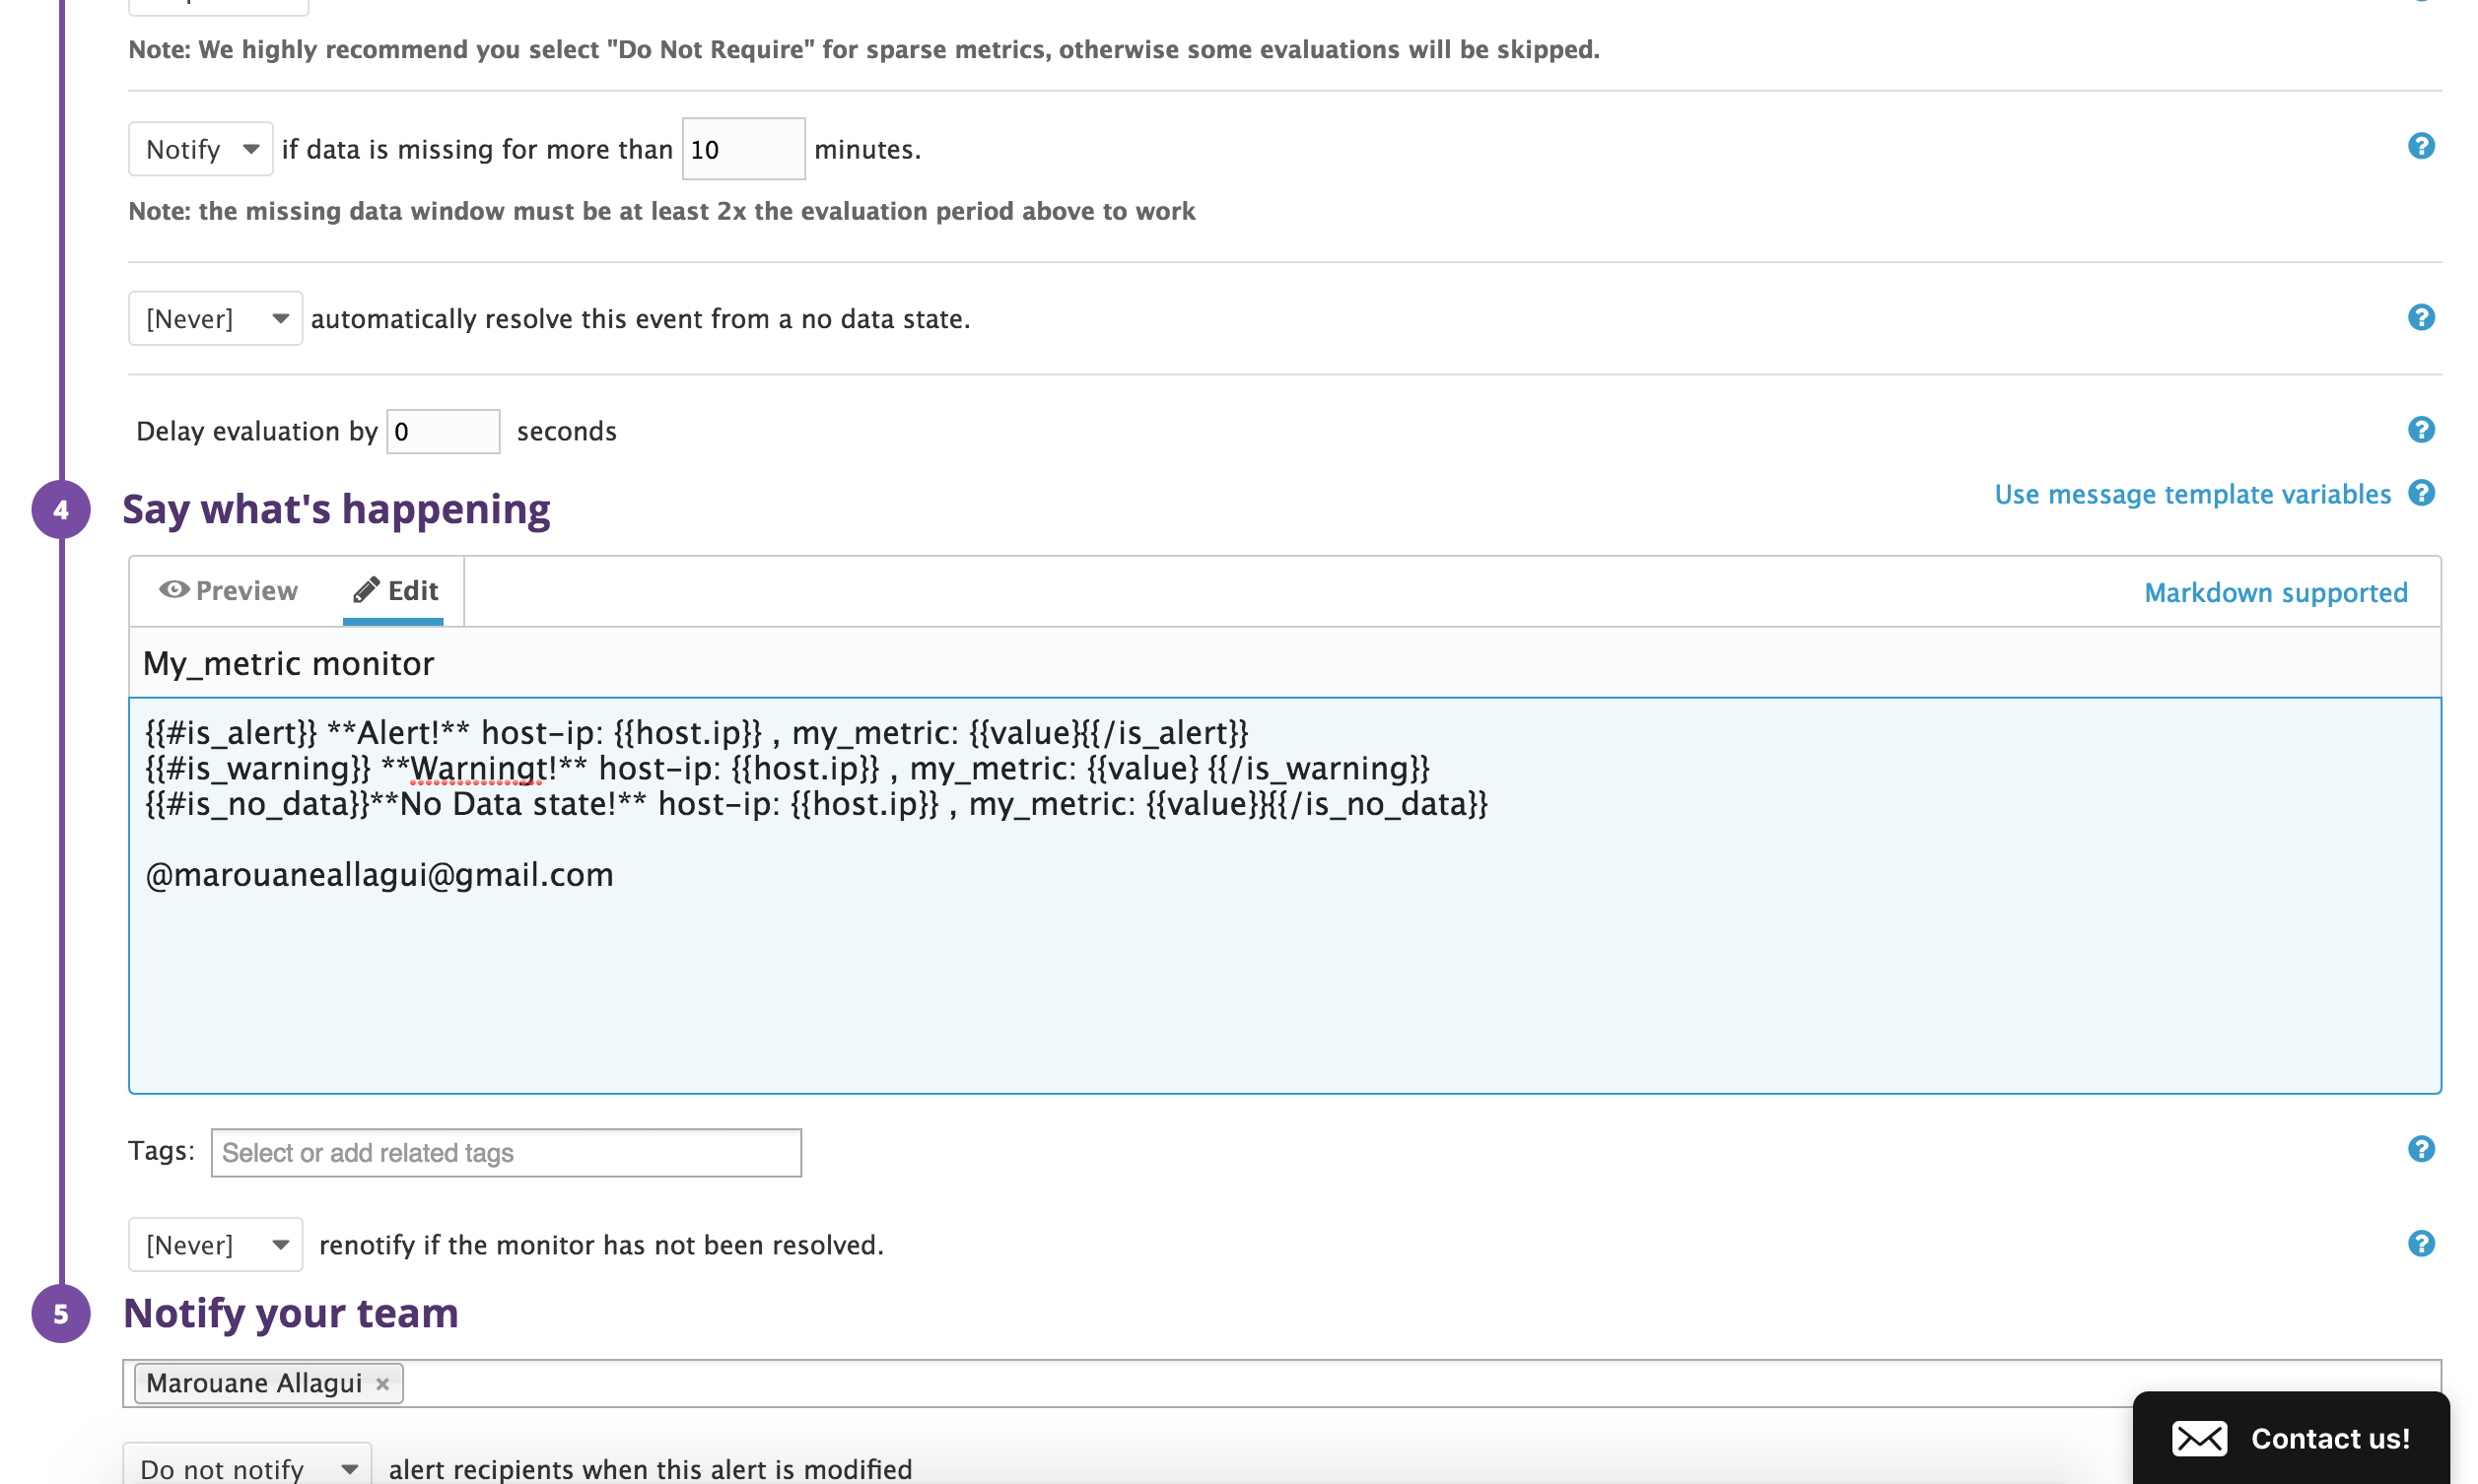 Note: We highly recommend you select "Do Not Require" for sparse metrics, otherwise some evaluations will be skipped.
Notify if data is missing for more than 10 minutes.
Note: the missing data window must be at least 2x the evaluation period above to work
[Never] automatically resolve this event from a no data state.
Delay evaluation by 0 seconds
4 Say what's happening
Use message template variables
Preview Edit
Markdown supported
My_metric monitor
{{#is_alert}} **Alert!** host-ip: {{host.ip}} , my_metric: {{value}{{/is_alert}}
{{#is_warning}} **Warningt!** host-ip: {{host.ip}} , my_metric: {{value} {{/is_warning}}
{{#is_no_data}}**No Data state!** host-ip: {{host.ip}} , my_metric: {{value}}{{/is_no_data}}
@marouaneallagui@gmail.com
Tags: Select or add related tags
[Never] renotify if the monitor has not been resolved.
5 Notify your team
Marouane Allagui ×
Contact us!
Do not notify alert recipients when this alert is modified